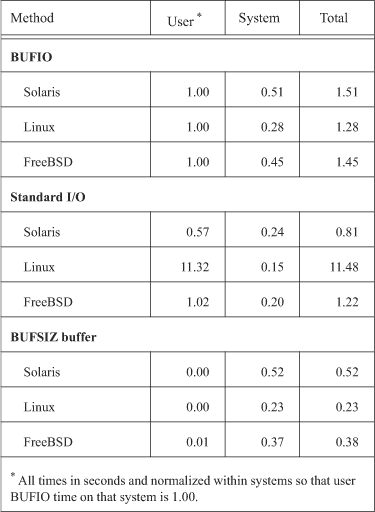 Method User * System Total
BUFIO
Solaris 1.00 0.51 1.51
Linux 1.00 0.28 1.28
FreeBSD 1.00 0.45 1.45
Standard I/O
Solaris 0.57 0.24 0.81
Linux 11.32 0.15 11.48
FreeBSD 1.02 0.20 1.22
BUFSIZ buffer
Solaris 0.00 0.52 0.52
Linux 0.00 0.23 0.23
FreeBSD 0.01 0.37 0.38
* All times in seconds and normalized within systems so that user
BUFIO time on that system is 1.00.